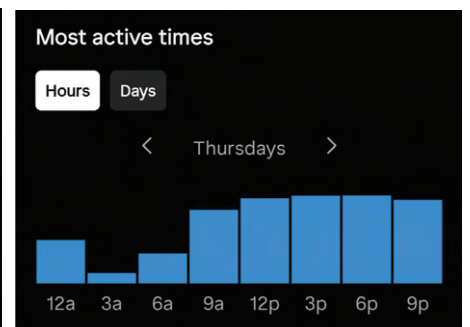 Most active times
Hours Days
< Thursdays >
12a 3a 6a 9a 12p 3p 6p 9p